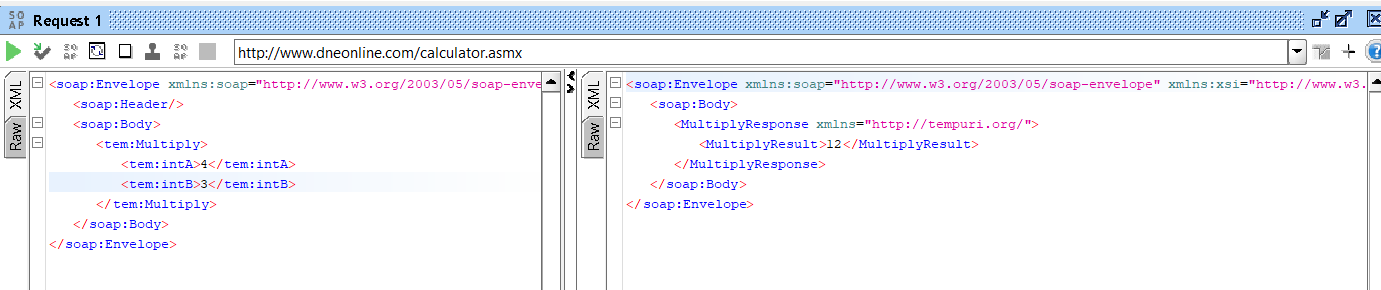 SO
AP
Request 1
SO
AP
SO
AP
http://www.dneonline.com/calculator.asmx
XML
Raw
<soap:Envelope xmlns:soap="http://www.w3.org/2003/05/soap-enve
<soap:Header/>
<soap:Body>
<tem:Multiply>
<tem:intA>4</tem:intA>
<tem:intB>3</tem:intB>
</tem:Multiply>
</soap:Body>
</soap:Envelope>
XML
Raw
<soap:Envelope xmlns:soap="http://www.w3.org/2003/05/soap-envelope" xmlns:xsi="http://www.w3.
<soap:Body>
<MultiplyResponse xmlns="http://tempuri.org/">
<MultiplyResult>12</MultiplyResult>
</MultiplyResponse>
</soap:Body>
</soap:Envelope>